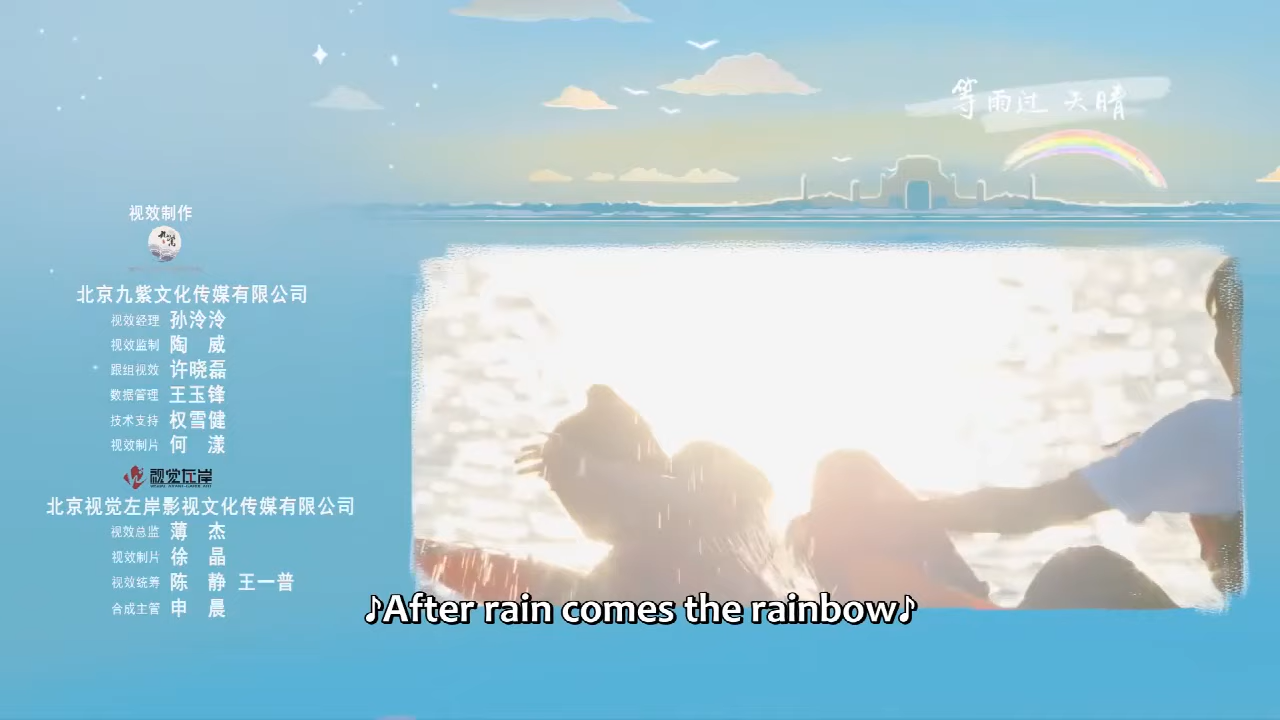 等雨过 天晴
视效制作
北京九紫文化传媒有限公司
视效经理 孙泠泠
视效监制 陶 威
跟组视效 许晓磊
数据管理 王玉锋
技术支持 权雪健
视效制片 何 漾
视觉左岸
北京视觉左岸影视文化传媒有限公司
视效总监 薄 杰
视效制片 徐 晶
视效统筹 陈 静 王一普
合成主管 申 晨
♪After rain comes the rainbow♪